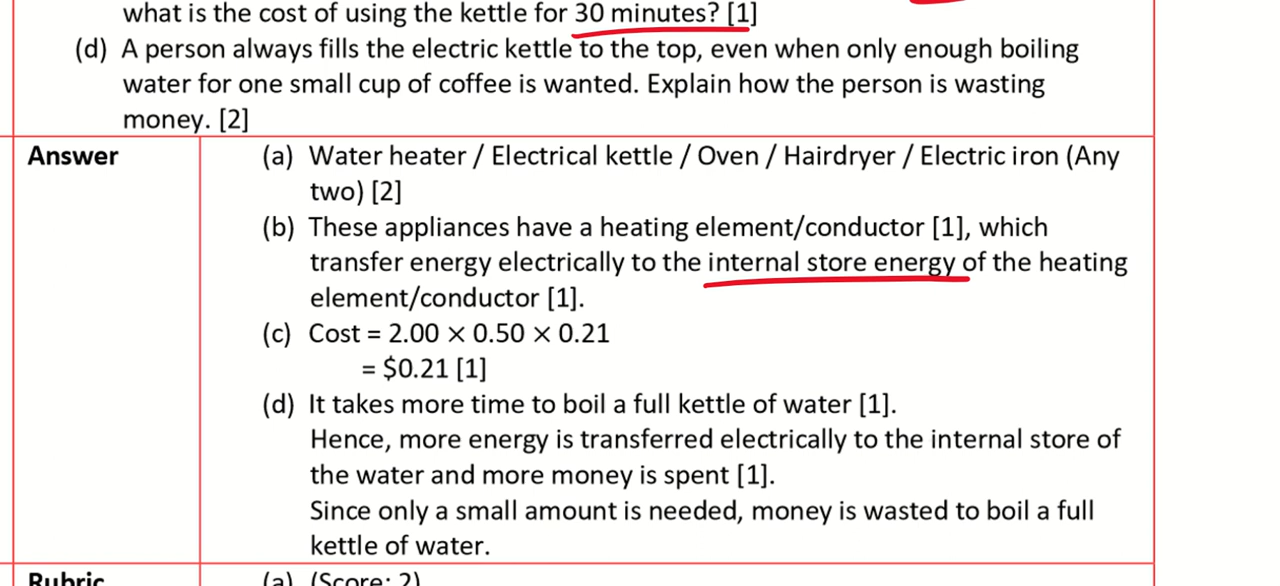 what is the cost of using the kettle for 30 minutes? [1]
(d) A person always fills the electric kettle to the top, even when only enough boiling
water for one small cup of coffee is wanted. Explain how the person is wasting
money. [2]
Answer
(a) Water heater / Electrical kettle / Oven / Hairdryer / Electric iron (Any
two) [2]
(b) These appliances have a heating element/conductor [1], which
transfer energy electrically to the internal store energy of the heating
element/conductor [1].
(c) Cost = 2.00 × 0.50 × 0.21
= $0.21 [1]
(d) It takes more time to boil a full kettle of water [1].
Hence, more energy is transferred electrically to the internal store of
the water and more money is spent [1].
Since only a small amount is needed, money is wasted to boil a full
kettle of water.
Rubric
(a) (Score: 2)